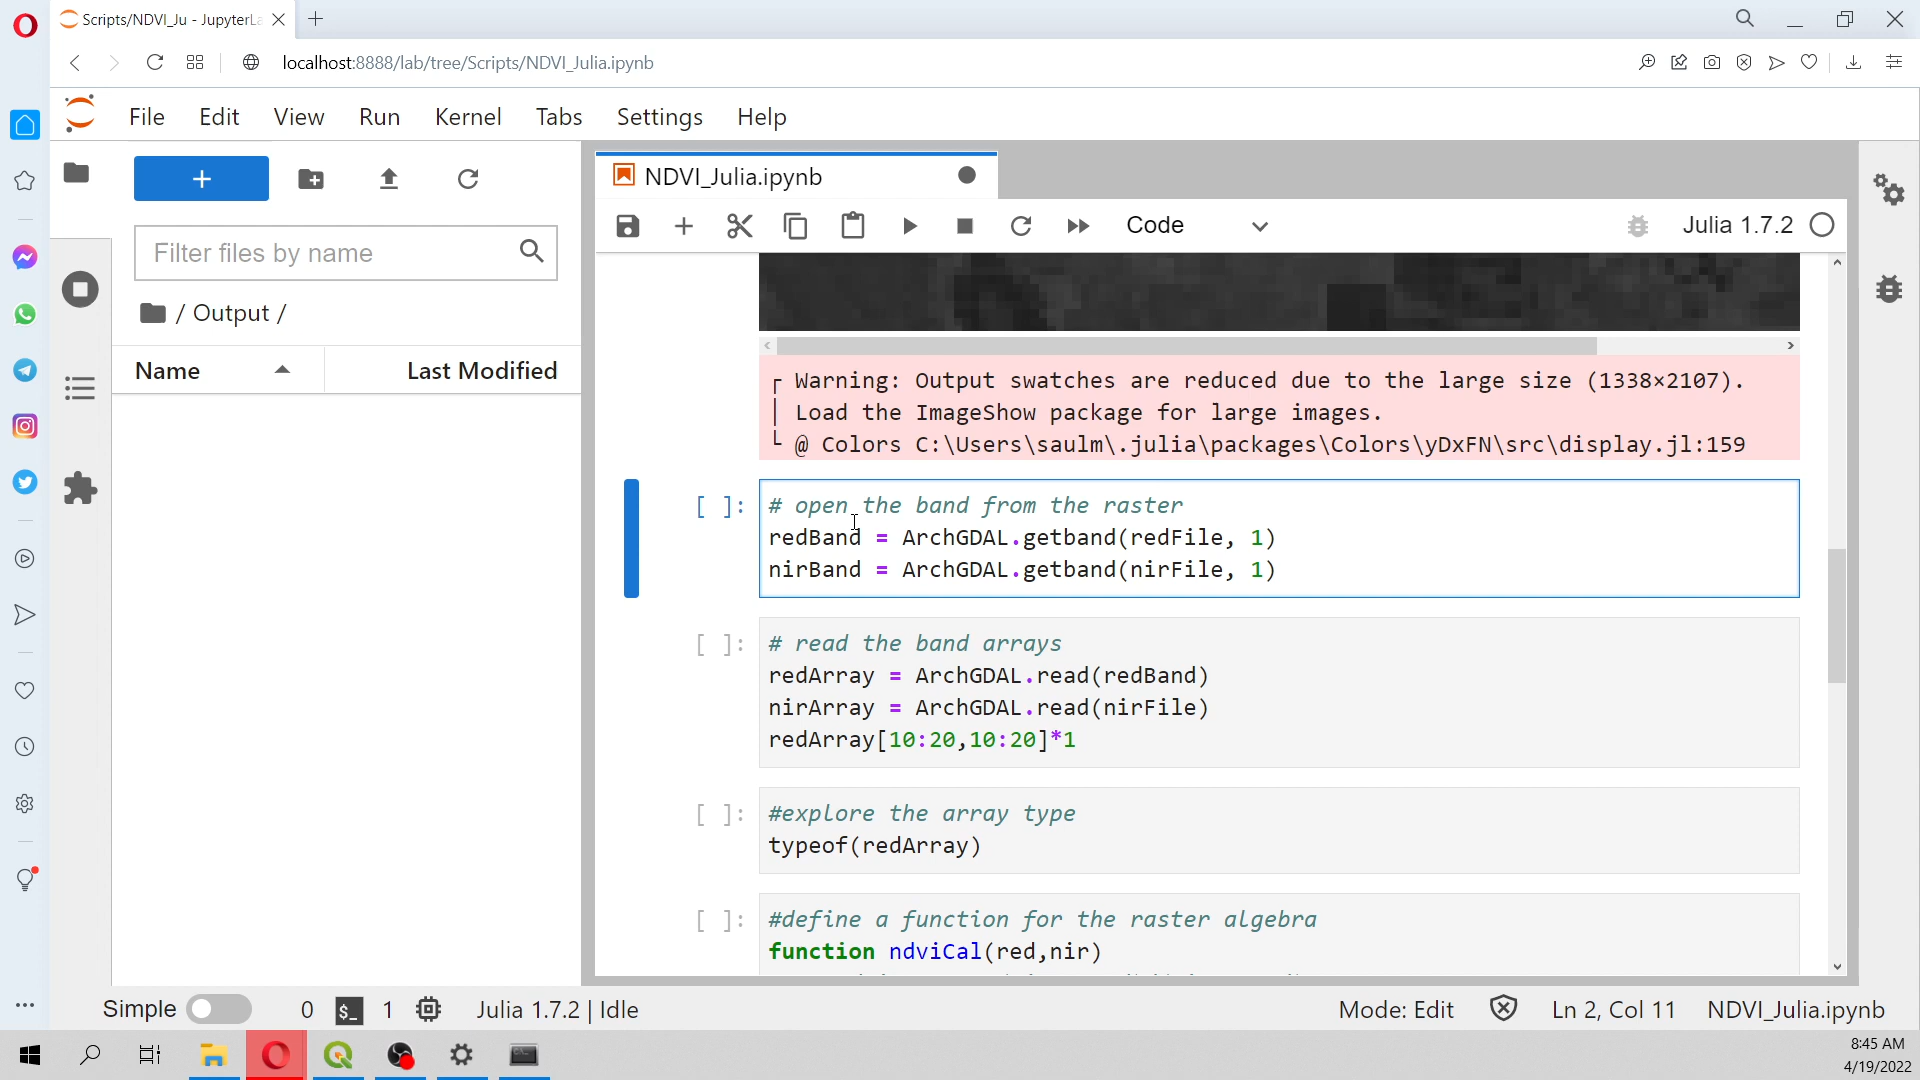 Scripts/NDVI_Ju - JupyterLa
localhost:8888/lab/tree/Scripts/NDVI_Julia.ipynb
File Edit View Run Kernel Tabs Settings Help
NDVI_Julia.ipynb
Filter files by name
Code
Julia 1.7.2
/ Output /
Name
Last Modified
Warning: Output swatches are reduced due to the large size (1338×2107).
Load the ImageShow package for large images.
@ Colors C:\Users\saulm\.julia\packages\Colors\yDxFN\src\display.jl:159
[ ]:
# open the band from the raster
redBand = ArchGDAL.getband(redFile, 1)
nirBand = ArchGDAL.getband(nirFile, 1)
[ ]:
# read the band arrays
redArray = ArchGDAL.read(redBand)
nirArray = ArchGDAL.read(nirFile)
redArray[10:20,10:20]*1
[ ]:
#explore the array type
typeof(redArray)
[ ]:
#define a function for the raster algebra
function ndviCal(red,nir)
Simple 0 $_ 1 Julia 1.7.2 | Idle Mode: Edit Ln 2, Col 11 NDVI_Julia.ipynb
8:45 AM
4/19/2022